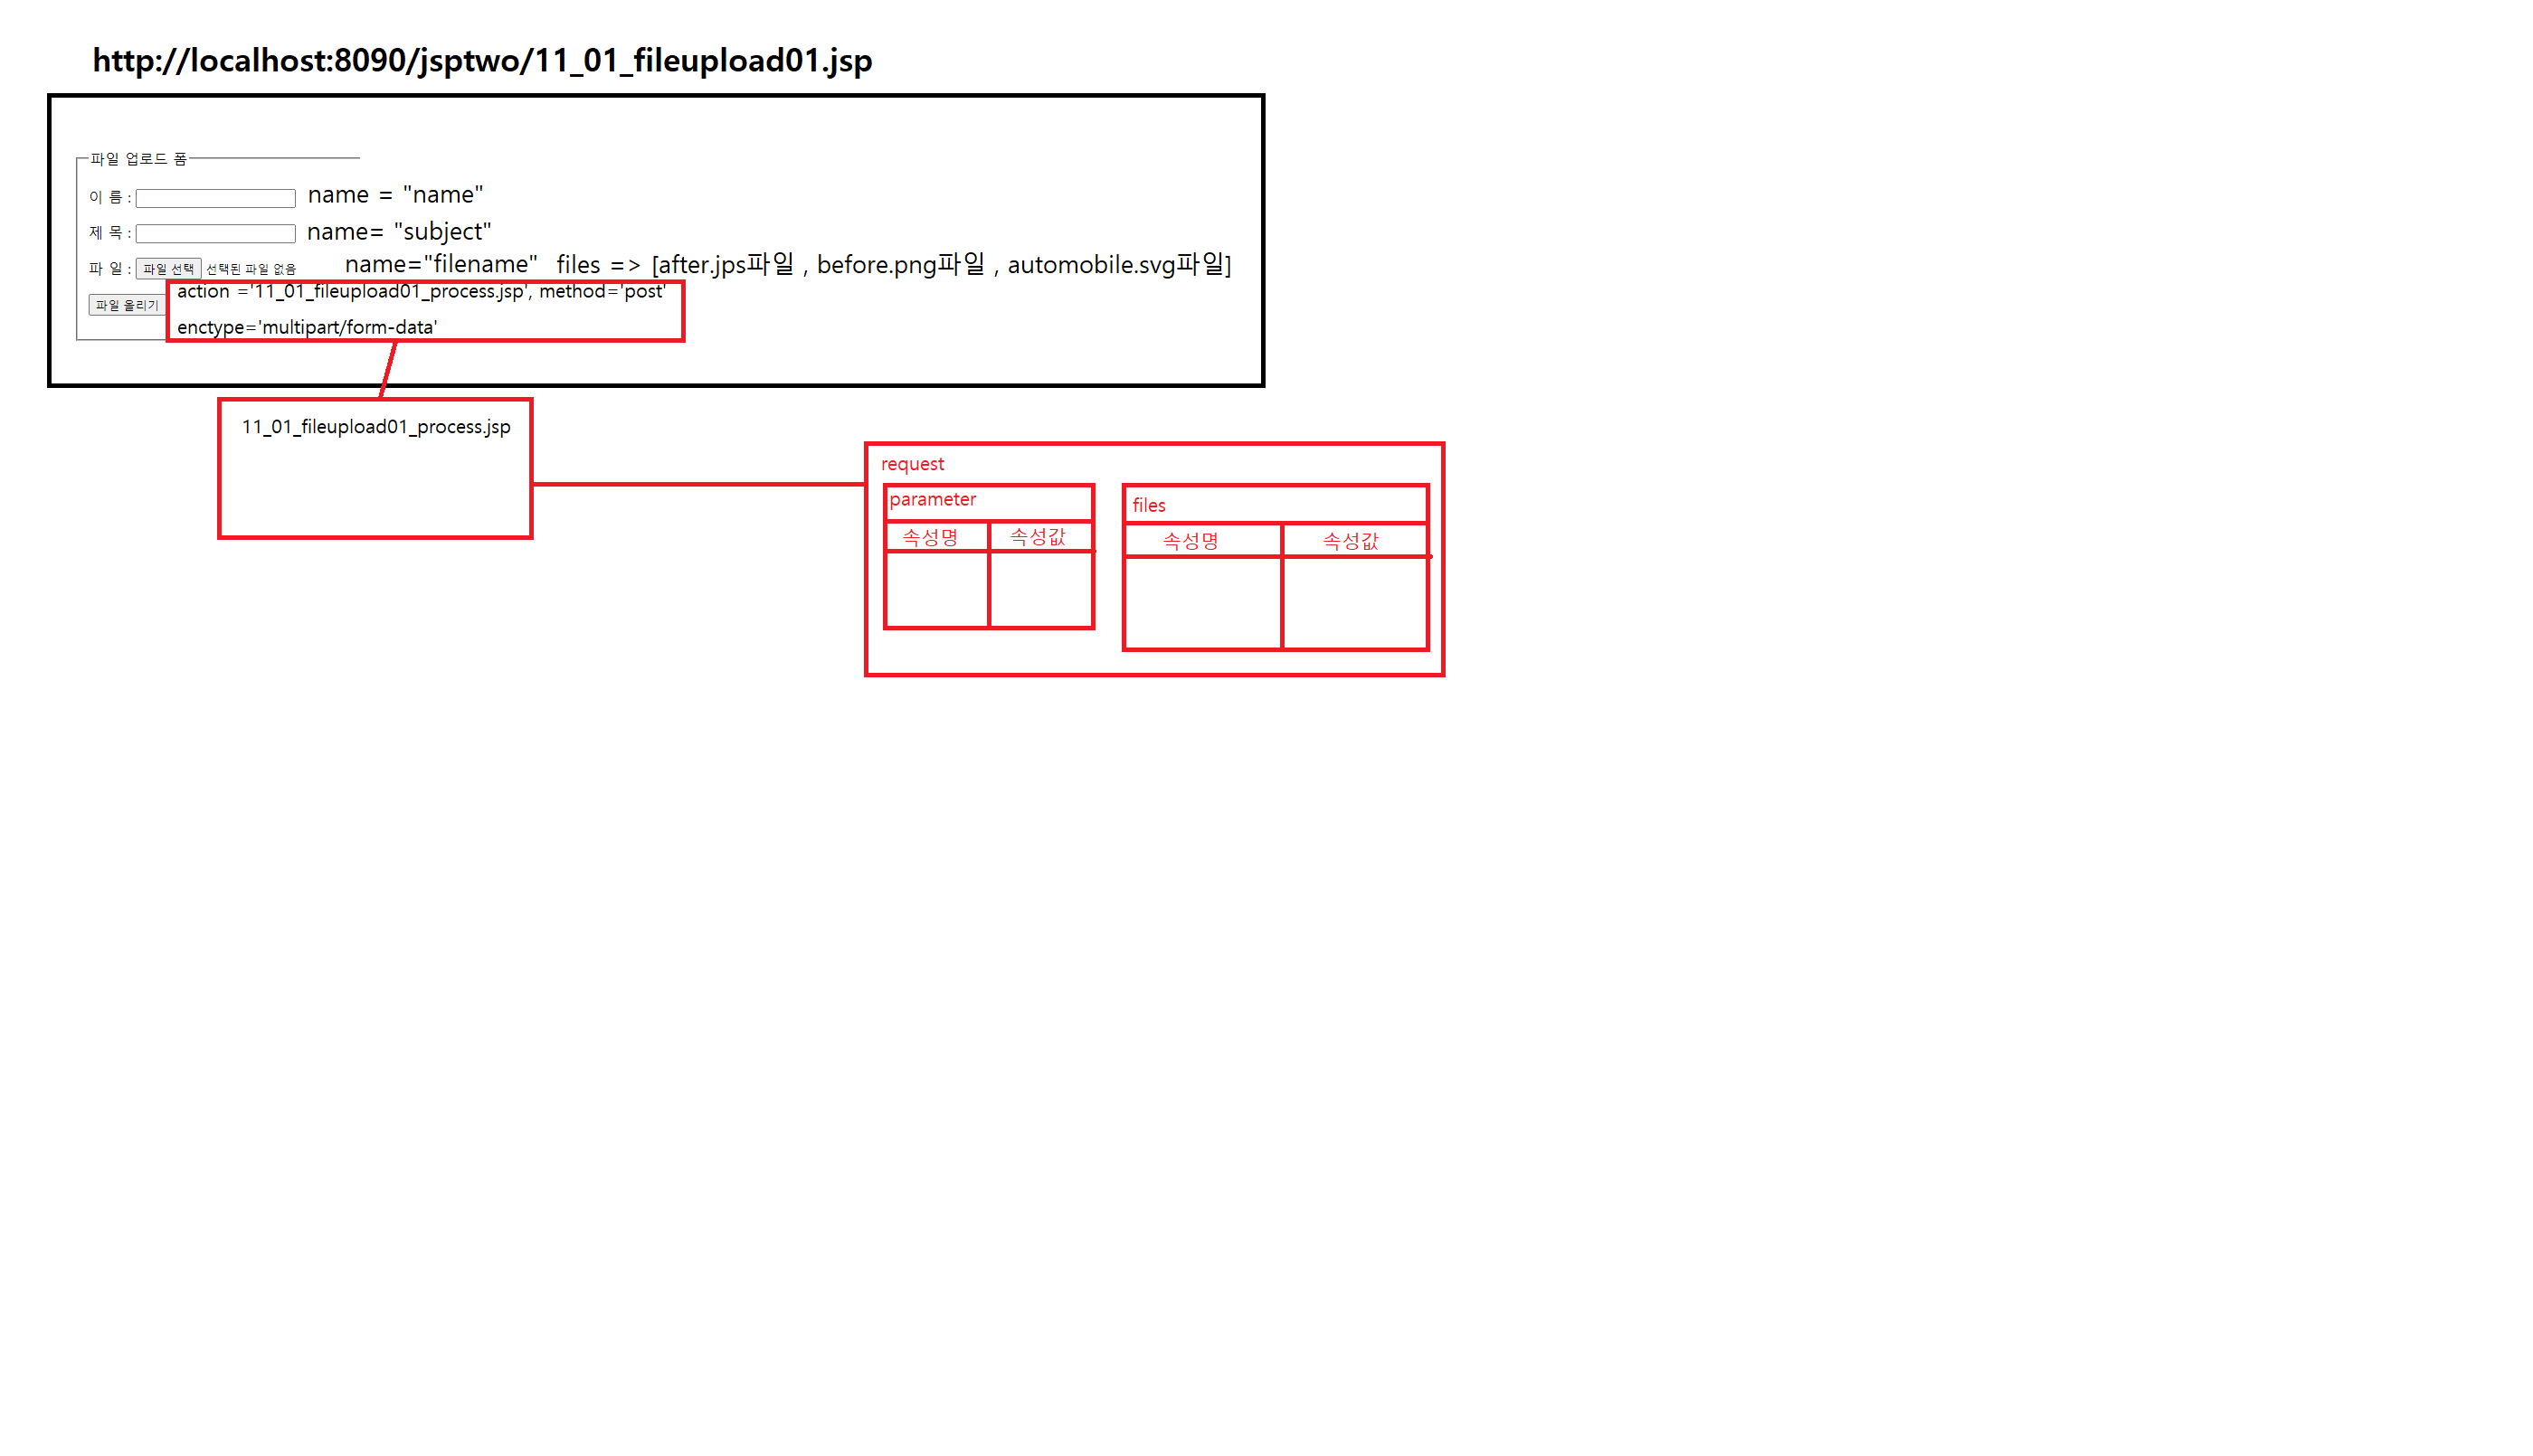 http://localhost:8090/jsptwo/11_01_fileupload01.jsp
파일 업로드 폼
이 름 : name = "name"
제 목 : name= "subject"
파 일 : 파일 선택 선택된 파일 없음 name="filename" files => [after.jps파일 , before.png파일 , automobile.svg파일]
파일 올리기 action ='11_01_fileupload01_process.jsp', method='post'
enctype='multipart/form-data'
11_01_fileupload01_process.jsp
request
parameter files
속성명 속성값 속성명 속성값